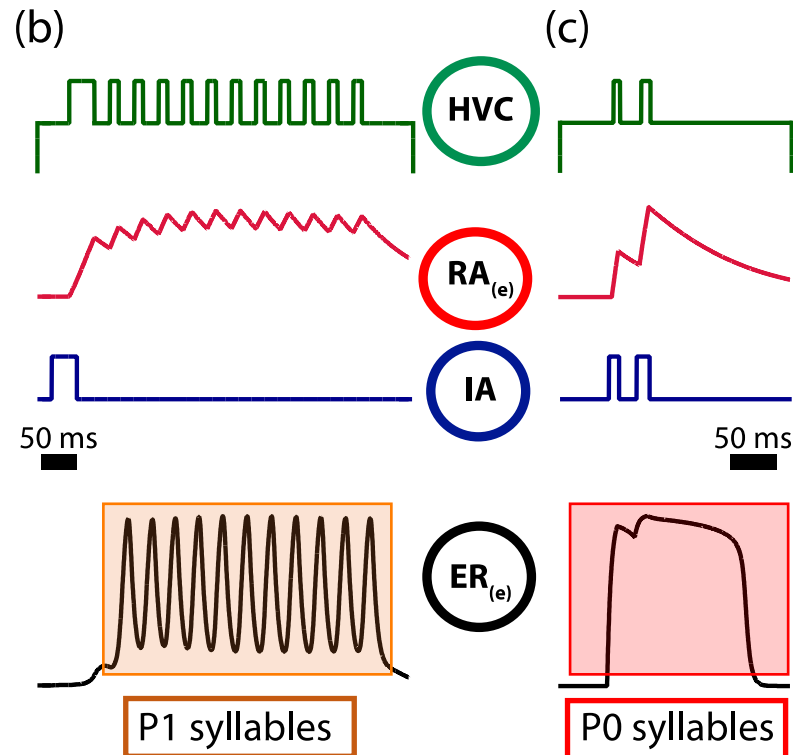 (b)
(c)
HVC
RA(e)
IA
50 ms
50 ms
ER(e)
P1 syllables
P0 syllables